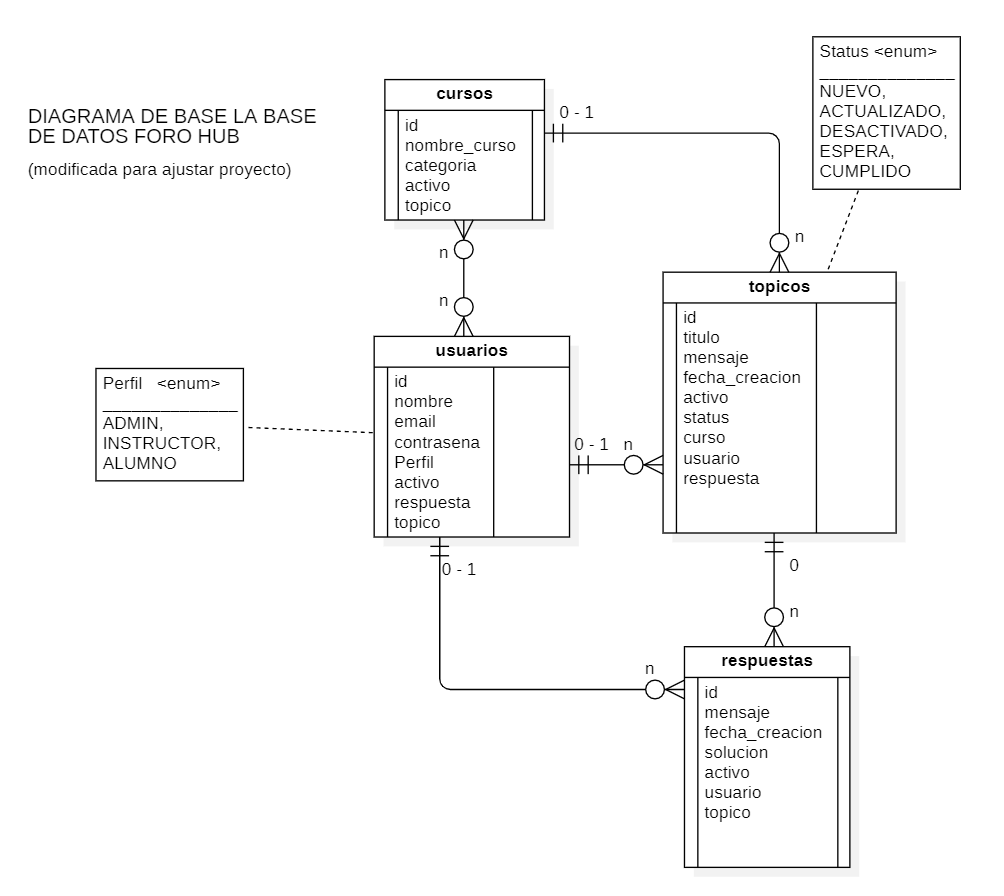 DIAGRAMA DE BASE LA BASE
DE DATOS FORO HUB
(modificada para ajustar proyecto)
cursos
id
nombre_curso
categoria
activo
topico
0 - 1
n
n
n
Status <enum>
______________
NUEVO,
ACTUALIZADO,
DESACTIVADO,
ESPERA,
CUMPLIDO
topicos
id
titulo
mensaje
fecha_creacion
activo
status
curso
usuario
respuesta
usuarios
id
nombre
email
contrasena
Perfil
activo
respuesta
topico
Perfil <enum>
______________
ADMIN,
INSTRUCTOR,
ALUMNO
0 - 1 n
0 - 1
0
n
n
respuestas
id
mensaje
fecha_creacion
solucion
activo
usuario
topico